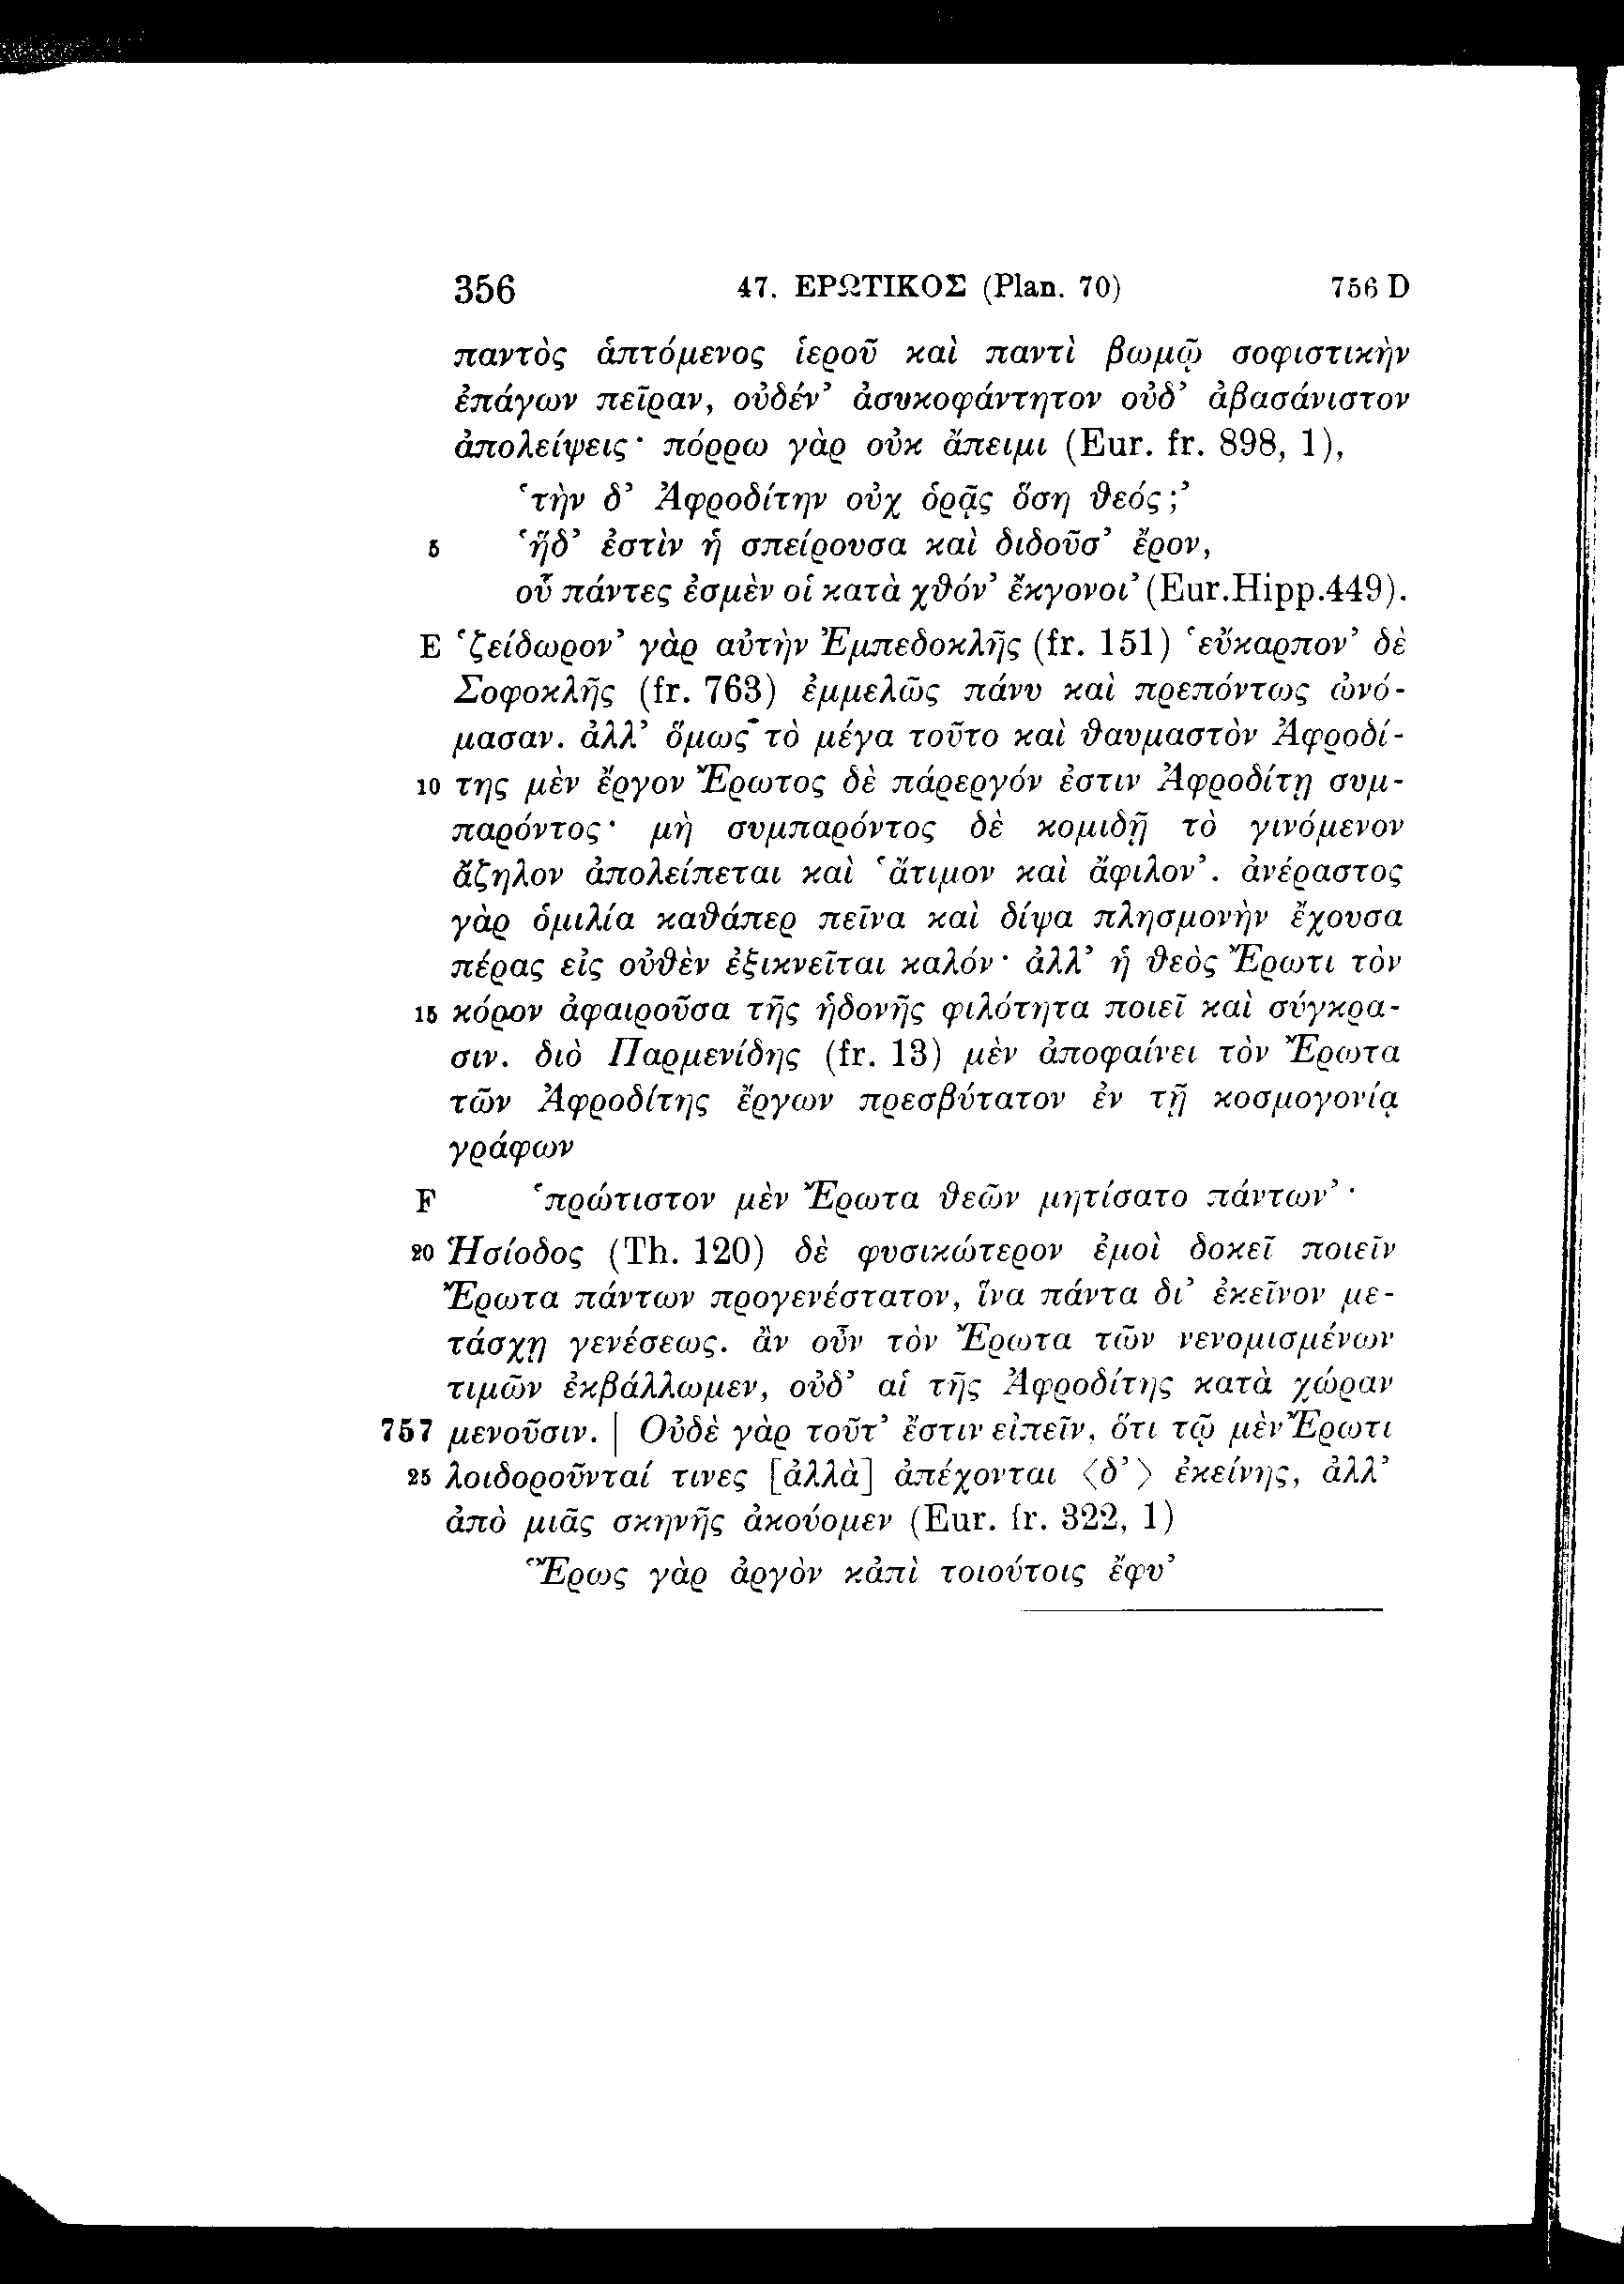 356 47. ΕΡΩΤΙΚΟΣ (Plan. 70) 756 D
παντὸς ἁπτόμενος ἱεροῦ καὶ παντὶ βωμῷ σοφιστικὴν
ἐπάγων πεῖραν, οὐδέν’ ἀσυκοφάντητον οὐδ’ ἀβασάνιστον
ἀπολείψεις· πόρρω γὰρ οὐκ ἄπειμι (Eur. fr. 898, 1),
‘τὴν δ’ Ἀφροδίτην οὐχ ὁρᾷς ὅση θεός;’
5 ‘ἥδ’ ἐστὶν ἡ σπείρουσα καὶ διδοῦσ’ ἔρον,
οὗ πάντες ἐσμὲν οἱ κατὰ χθόν’ ἔκγονοι’ (Eur.Hipp.449).
E ‘ζείδωρον’ γὰρ αὐτὴν Ἐμπεδοκλῆς (fr. 151) ‘εὔκαρπον’ δὲ
Σοφοκλῆς (fr. 763) ἐμμελῶς πάνυ καὶ πρεπόντως ὠνό-
μασαν. ἀλλ’ ὅμως τὸ μέγα τοῦτο καὶ θαυμαστὸν Ἀφροδί-
10 της μὲν ἔργον Ἔρωτος δὲ πάρεργόν ἐστιν Ἀφροδίτῃ συμ-
παρόντος· μὴ συμπαρόντος δὲ κομιδῇ τὸ γινόμενον
ἄζηλον ἀπολείπεται καὶ ‘ἄτιμον καὶ ἄφιλον’. ἀνέραστος
γὰρ ὁμιλία καθάπερ πεῖνα καὶ δίψα πλησμονὴν ἔχουσα
πέρας εἰς οὐθὲν ἐξικνεῖται καλόν· ἀλλ’ ἡ θεὸς Ἔρωτι τὸν
15 κόρον ἀφαιροῦσα τῆς ἡδονῆς φιλότητα ποιεῖ καὶ σύγκρα-
σιν. διὸ Παρμενίδης (fr. 13) μὲν ἀποφαίνει τὸν Ἔρωτα
τῶν Ἀφροδίτης ἔργων πρεσβύτατον ἐν τῇ κοσμογονίᾳ
γράφων
F ‘πρώτιστον μὲν Ἔρωτα θεῶν μητίσατο πάντων’·
20 Ἡσίοδος (Th. 120) δὲ φυσικώτερον ἐμοὶ δοκεῖ ποιεῖν
Ἔρωτα πάντων προγενέστατον, ἵνα πάντα δι’ ἐκεῖνον με-
τάσχῃ γενέσεως. ἂν οὖν τὸν Ἔρωτα τῶν νενομισμένων
τιμῶν ἐκβάλλωμεν, οὐδ’ αἱ τῆς Ἀφροδίτης κατὰ χώραν
757 μενοῦσιν. | Οὐδὲ γὰρ τοῦτ’ ἔστιν εἰπεῖν, ὅτι τῷ μὲν Ἔρωτι
25 λοιδοροῦνταί τινες [ἀλλὰ] ἀπέχονται ⟨δ’⟩ ἐκείνης, ἀλλ’
ἀπὸ μιᾶς σκηνῆς ἀκούομεν (Eur. fr. 322, 1)
‘Ἔρως γὰρ ἀργὸν κἀπὶ τοιούτοις ἔφυ’